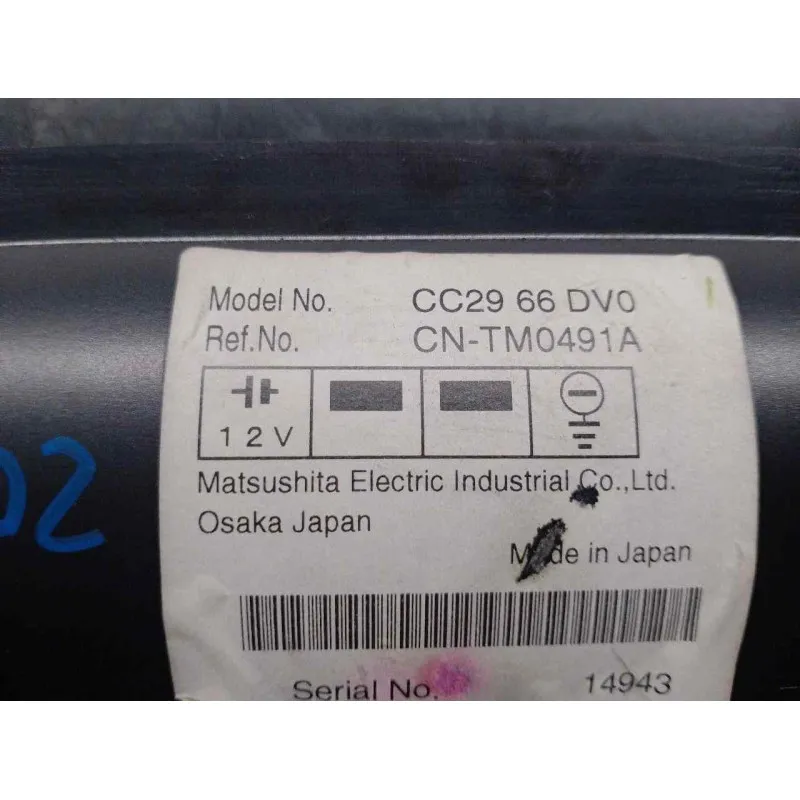 Model No. CC29 66 DV0
Ref.No. CN-TM0491A
12V
Matsushita Electric Industrial Co.,Ltd.
Osaka Japan
Made in Japan
Serial No. 14943
02